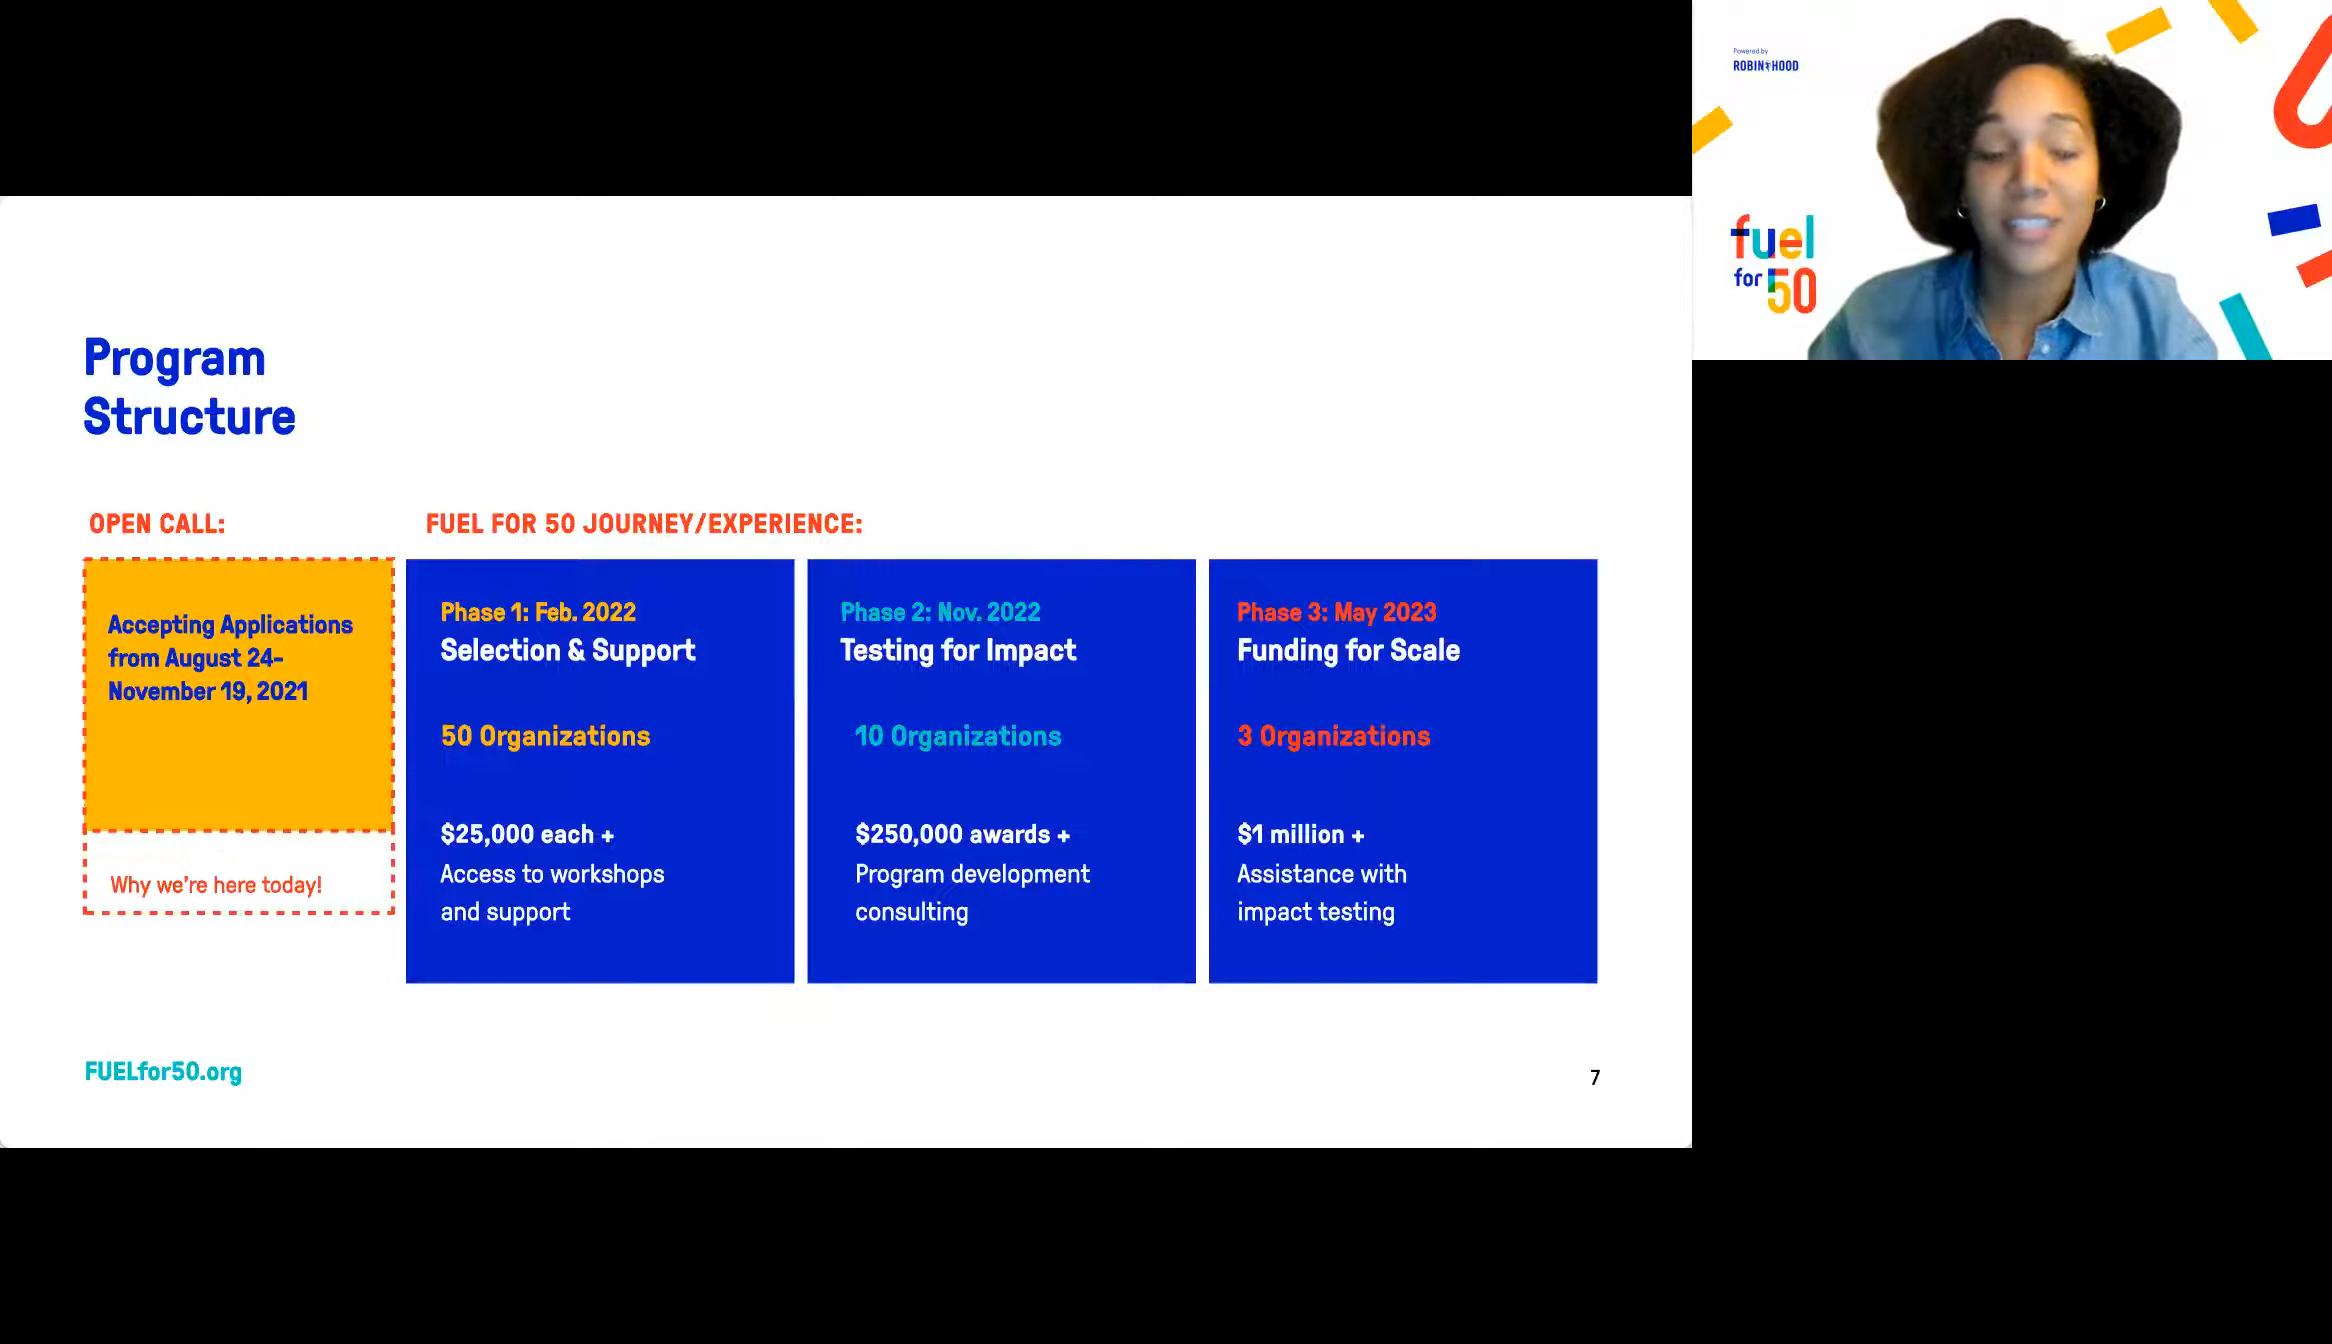 Program
Structure
OPEN CALL:
Accepting Applications
from August 24-
November 19, 2021
Why we're here today!
FUEL FOR 50 JOURNEY/EXPERIENCE:
Phase 1: Feb. 2022
Selection & Support
50 Organizations
$25,000 each +
Access to workshops
and support
Phase 2: Nov. 2022
Testing for Impact
10 Organizations
$250,000 awards +
Program development
consulting
Phase 3: May 2023
Funding for Scale
3 Organizations
$1 million +
Assistance with
impact testing
FUELfor50.org
7
Powered by
ROBIN HOOD
fuel
for 50